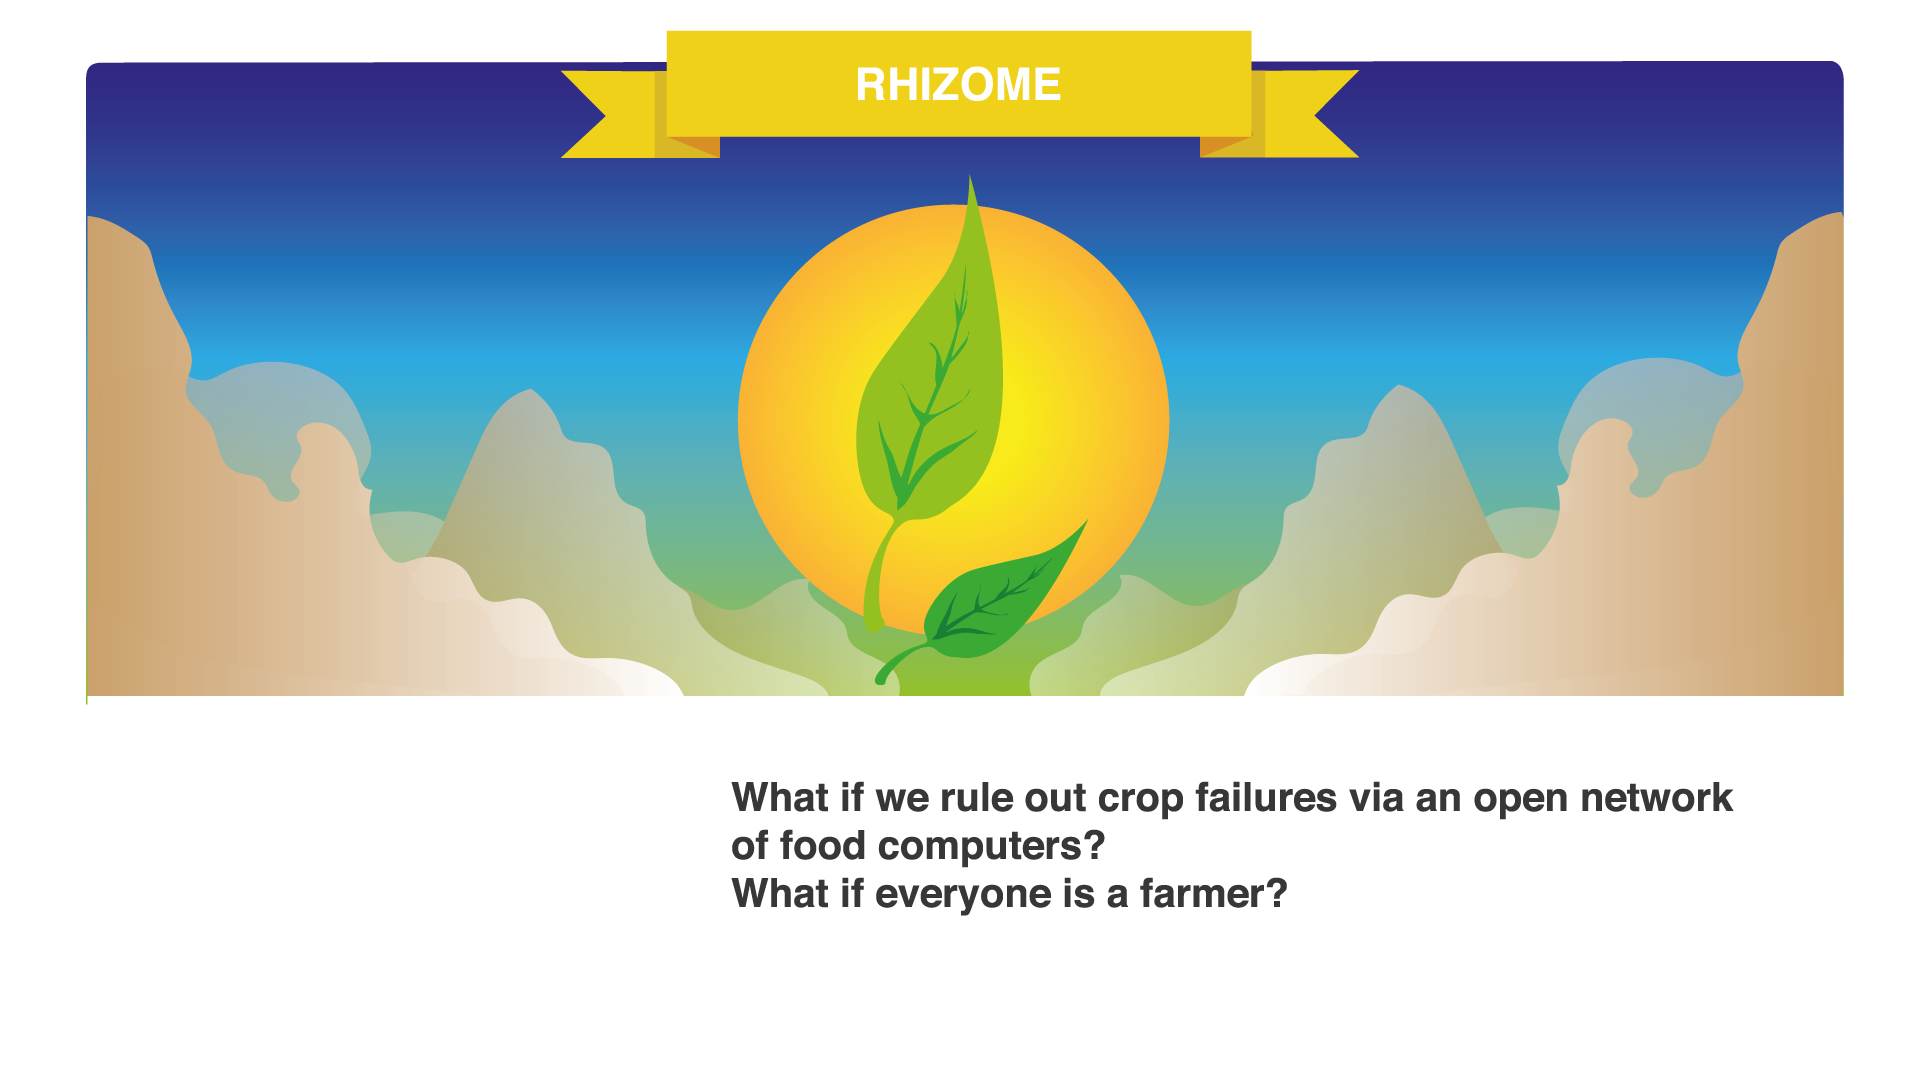 RHIZOME
What if we rule out crop failures via an open network
of food computers?
What if everyone is a farmer?